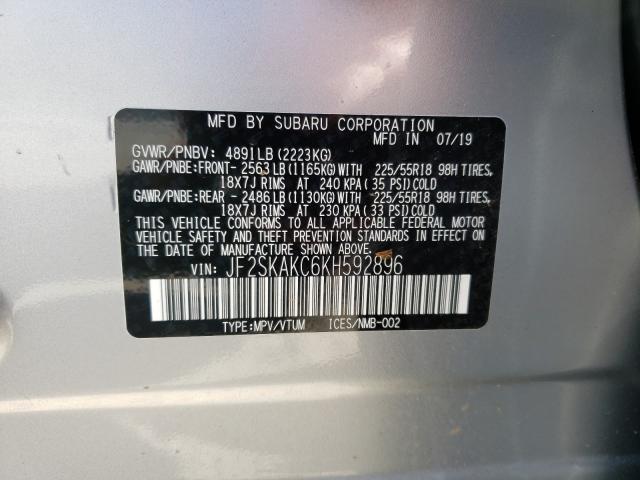 MFD BY SUBARU CORPORATION
MFD IN 07/19
GVWR/PNBV: 4891LB (2223KG)
GAWR/PNBE:FRONT- 2563LB (1165KG)WITH 225/55R18 98H TIRES,
18X7J RIMS AT 240 KPA (35 PSI)COLD
GAWR/PNBE:REAR - 2486LB (1130KG)WITH 225/55R18 98H TIRES,
18X7J RIMS AT 230 KPA (33 PSI)COLD
THIS VEHICLE CONFORMS TO ALL APPLICABLE FEDERAL MOTOR
VEHICLE SAFETY AND THEFT PREVENTION STANDARDS IN EFFECT ON THE
DATE OF MANUFACTURE SHOWN ABOVE.
VIN: JF2SKAKC6KH592896
TYPE:MPV/VTUM ICES/NMB-002